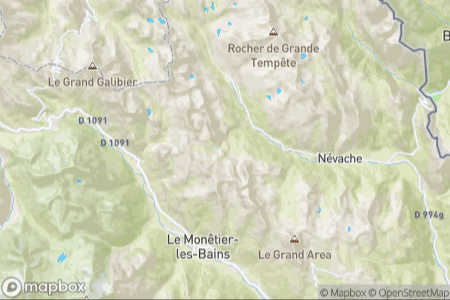 B
Rocher de Grande
Tempête
Le Grand Galibier
D 1091
D 1091
Névache
D 994g
Le Monêtier-
les-Bains
Le Grand Area
mapbox
© Mapbox © OpenStreetMap